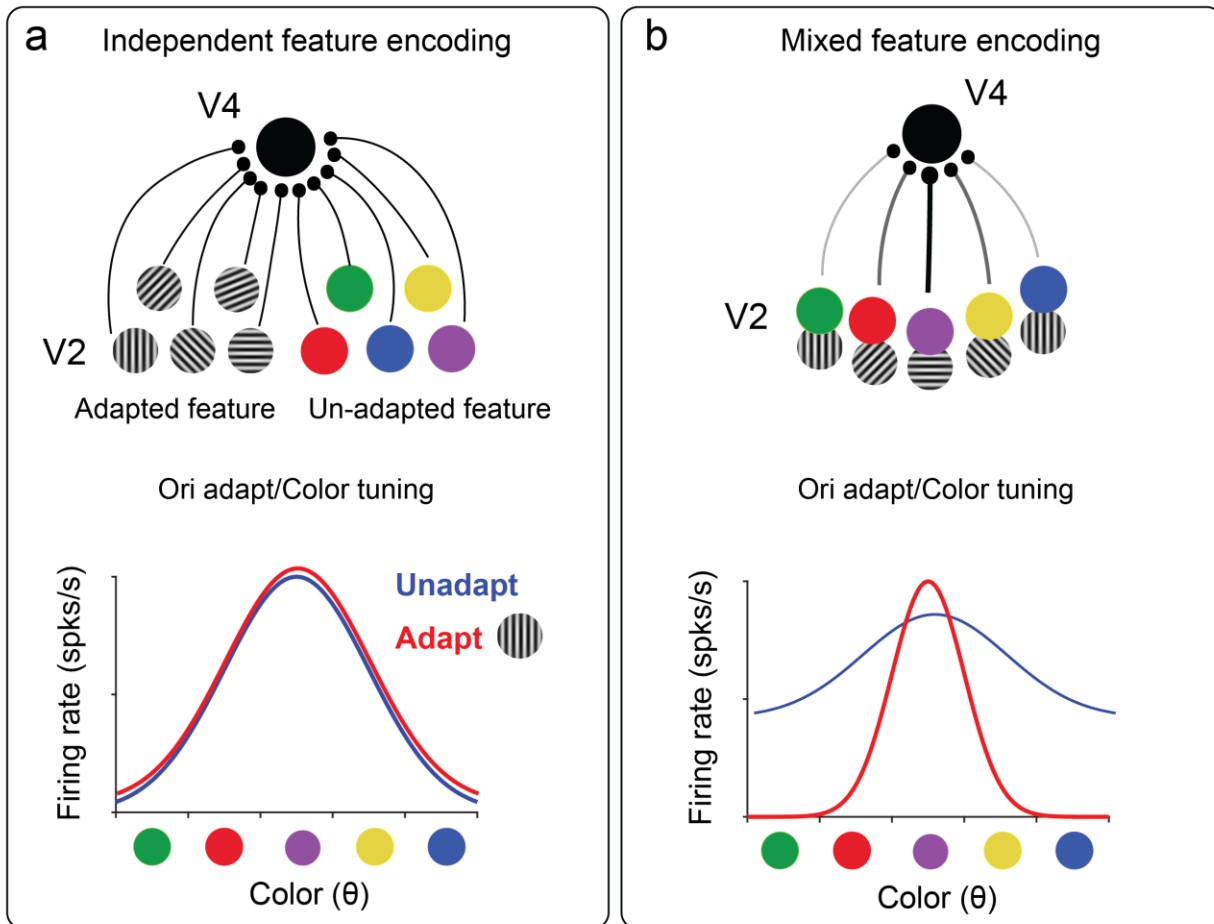 a Independent feature encoding
V4
V2
Adapted feature Un-adapted feature
Ori adapt/Color tuning
Firing rate (spks/s)
Unadapt
Adapt
Color (θ)
b Mixed feature encoding
V4
V2
Ori adapt/Color tuning
Firing rate (spks/s)
Color (θ)